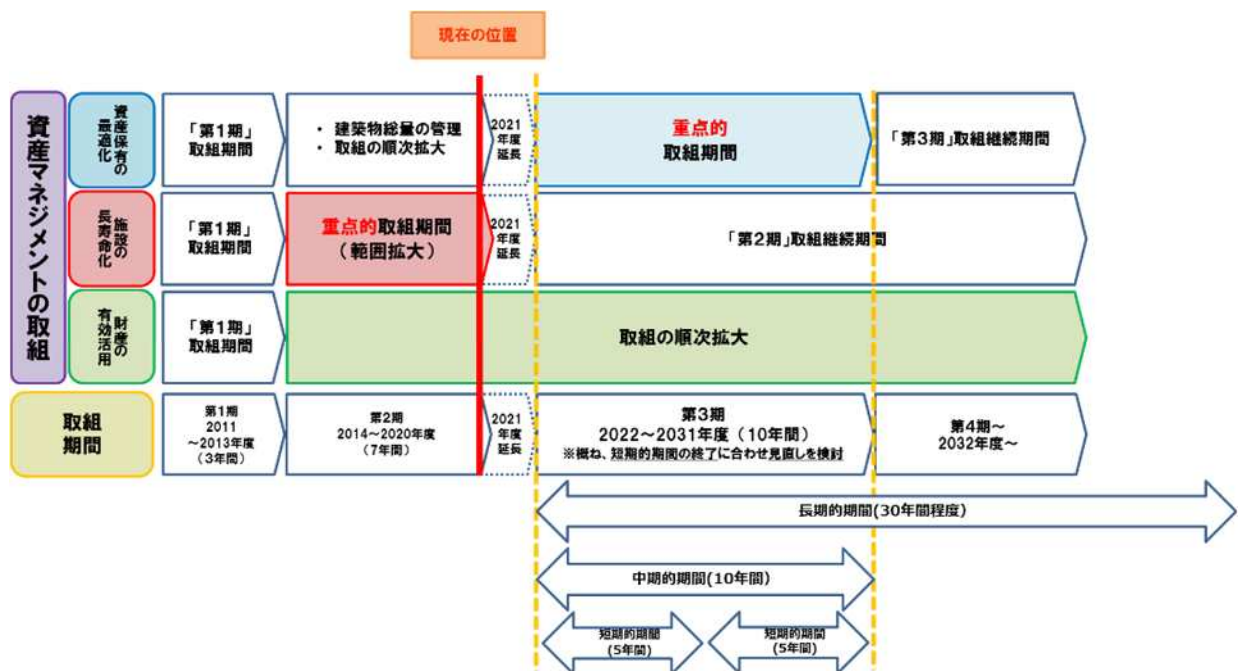 現在の位置
資産マネジメントの取組
資産保有の
最適化
「第1期」
取組期間
・ 建築物総量の管理
・ 取組の順次拡大
2021
年度
延長
重点的
取組期間
「第3期」取組継続期間
施設の
長寿命化
「第1期」
取組期間
重点的取組期間
（範囲拡大）
2021
年度
延長
「第2期」取組継続期間
財産の
有効活用
「第1期」
取組期間
取組の順次拡大
取組
期間
第1期
2011
～2013年度
（3年間）
第2期
2014～2020年度
（7年間）
2021
年度
延長
第3期
2022～2031年度（10年間）
※概ね、短期的期間の終了に合わせ見直しを検討
第4期～
2032年度～
長期的期間(30年間程度)
中期的期間(10年間)
短期的期間
(5年間)
短期的期間
(5年間)